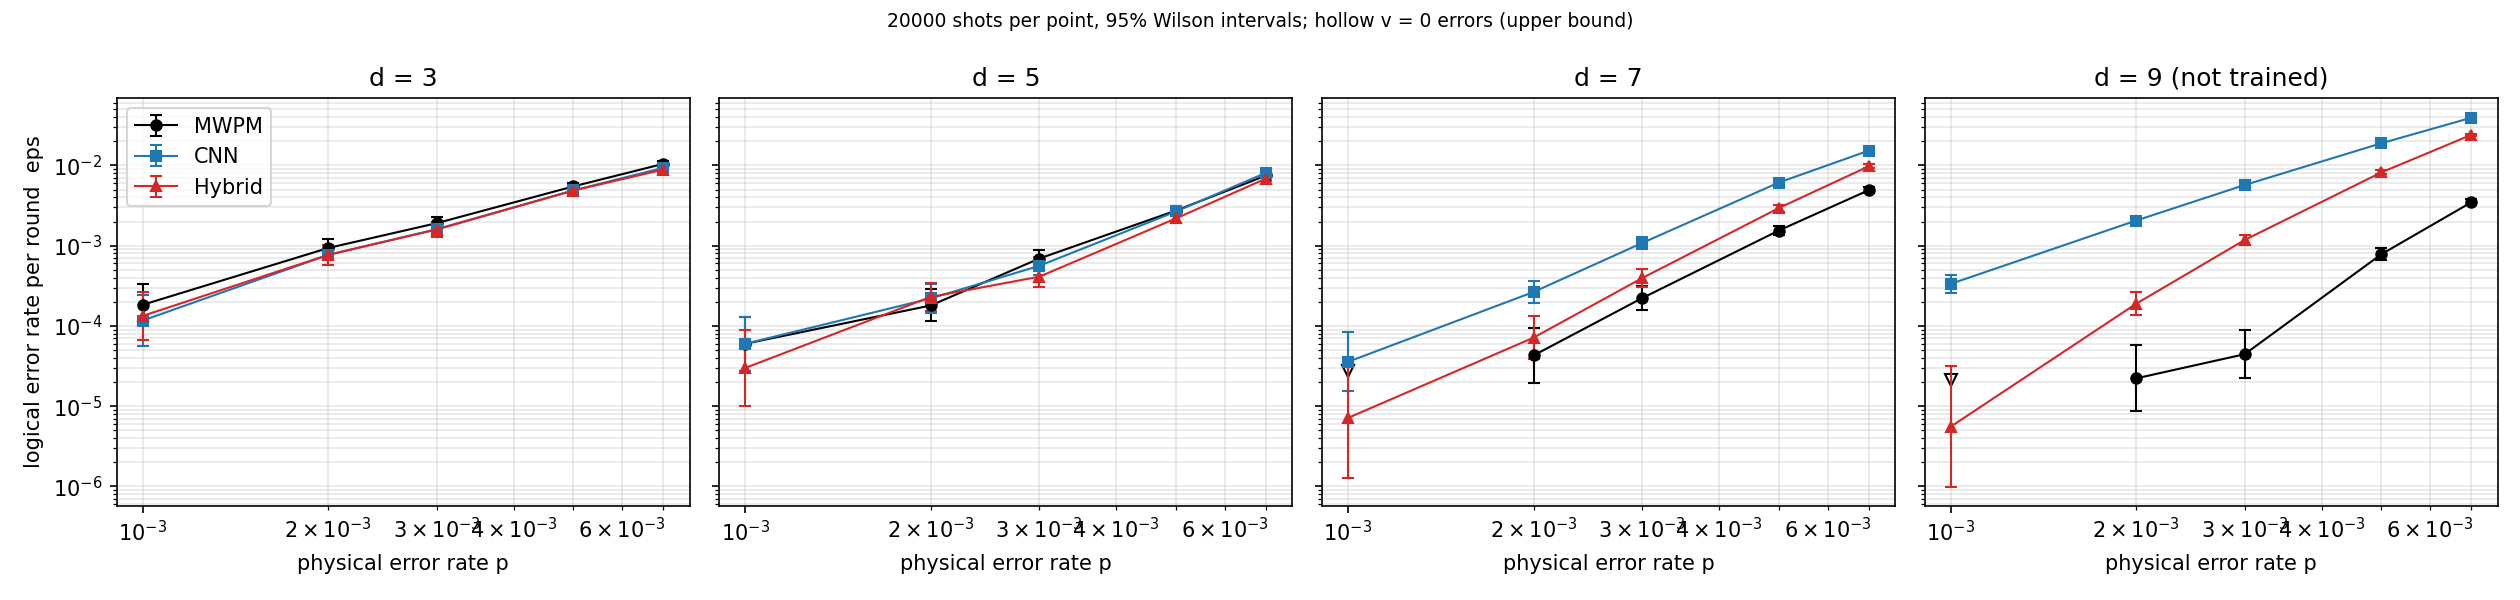 20000 shots per point, 95% Wilson intervals; hollow v = 0 errors (upper bound)
d = 3
d = 5
d = 7
d = 9 (not trained)
MWPM
CNN
Hybrid
logical error rate per round eps
10⁻²
10⁻³
10⁻⁴
10⁻⁵
10⁻⁶
10⁻³ 2 × 10⁻³ 3 × 10⁻³ 4 × 10⁻³ 6 × 10⁻³
10⁻³ 2 × 10⁻³ 3 × 10⁻³ 4 × 10⁻³ 6 × 10⁻³
10⁻³ 2 × 10⁻³ 3 × 10⁻³ 4 × 10⁻³ 6 × 10⁻³
10⁻³ 2 × 10⁻³ 3 × 10⁻³ 4 × 10⁻³ 6 × 10⁻³
physical error rate p
physical error rate p
physical error rate p
physical error rate p